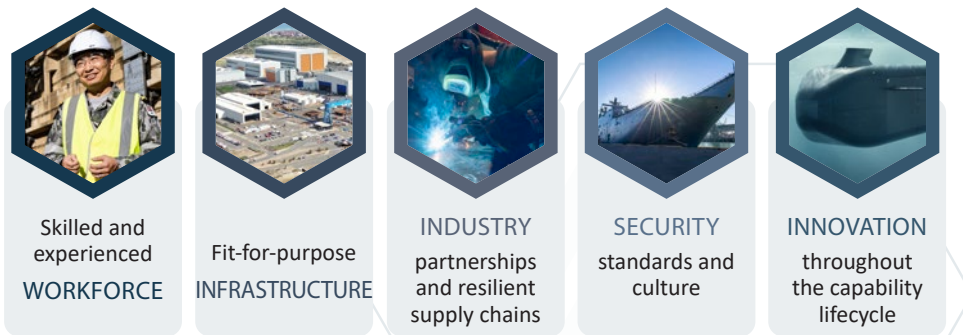 Skilled and
experienced
WORKFORCE
Fit-for-purpose
INFRASTRUCTURE
INDUSTRY
partnerships
and resilient
supply chains
SECURITY
standards and
culture
INNOVATION
throughout
the capability
lifecycle